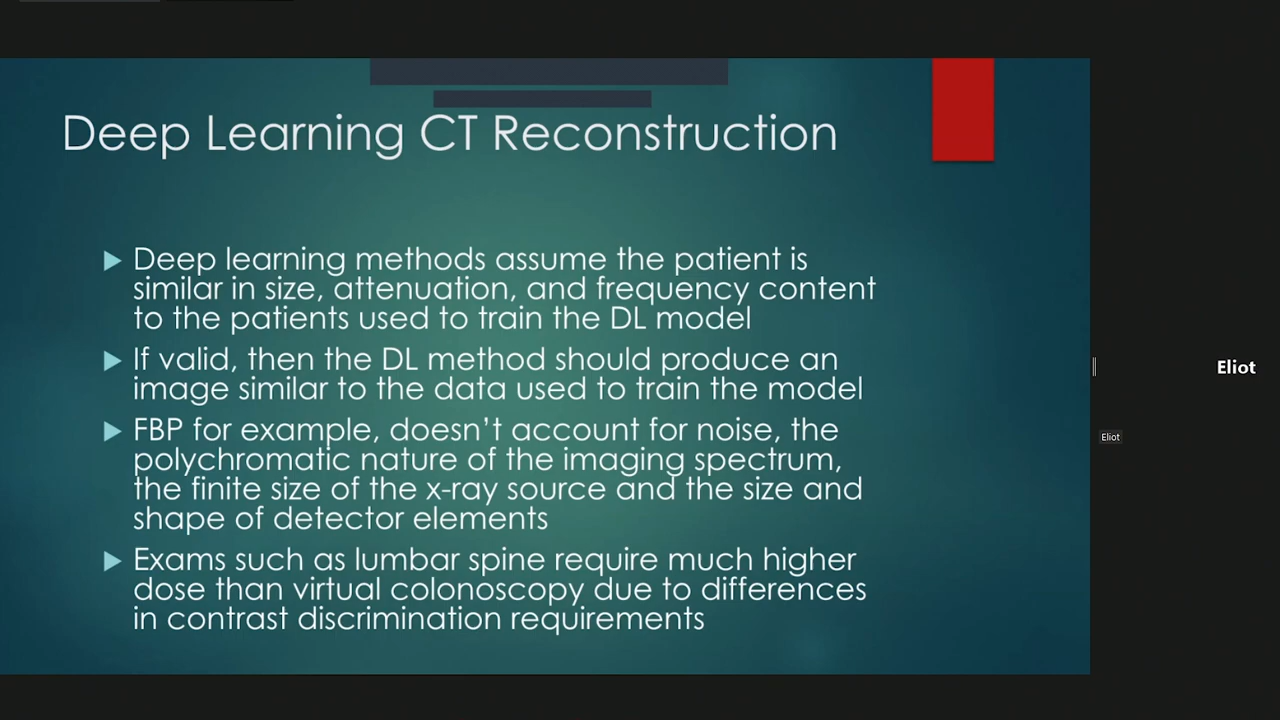 Deep Learning CT Reconstruction
Deep learning methods assume the patient is
similar in size, attenuation, and frequency content
to the patients used to train the DL model
If valid, then the DL method should produce an
image similar to the data used to train the model
FBP for example, doesn’t account for noise, the
polychromatic nature of the imaging spectrum,
the finite size of the x-ray source and the size and
shape of detector elements
Exams such as lumbar spine require much higher
dose than virtual colonoscopy due to differences
in contrast discrimination requirements
Eliot
Eliot